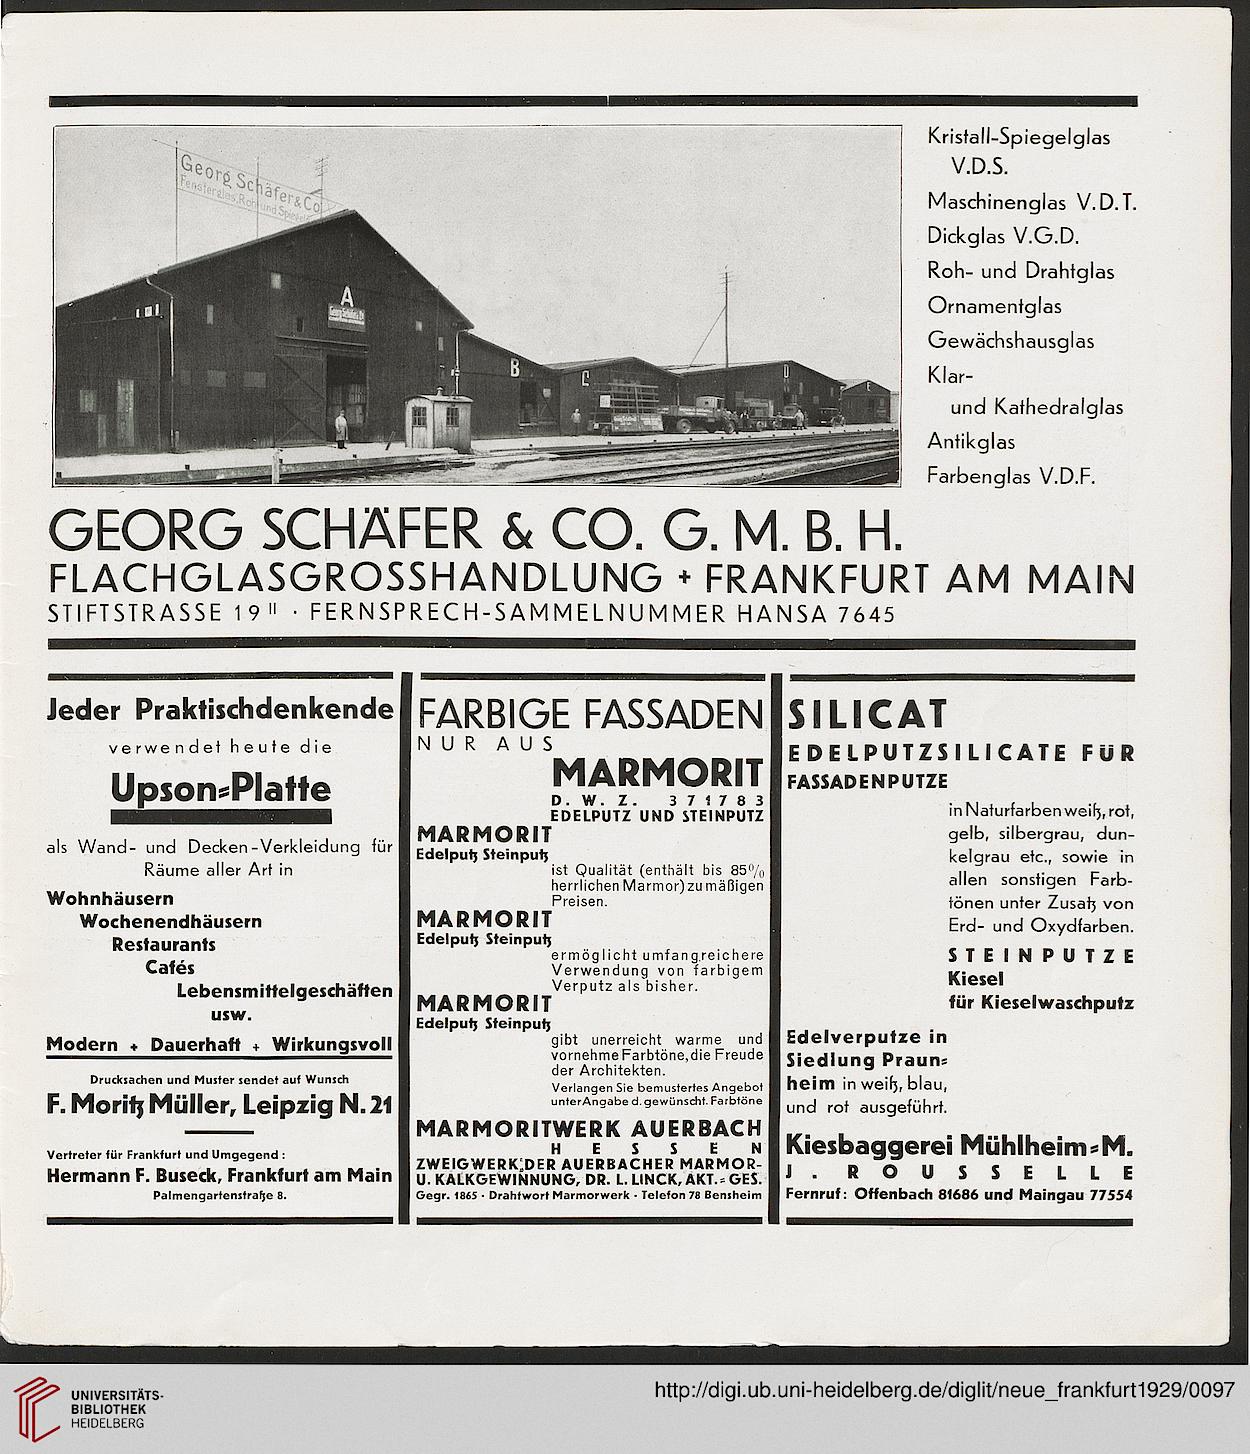 Georg Schäfer & Co
Fensterglas, Roh und Spiegel
A
Georg Schäfer & Co
B
C
D
E
Kristall-Spiegelglas
V.D.S.
Maschinenglas V.D.T.
Dickglas V.G.D.
Roh- und Drahtglas
Ornamentglas
Gewächshausglas
Klar-
und Kathedralglas
Antikglas
Farbenglas V.D.F.
GEORG SCHÄFER & CO. G. M. B. H.
FLACHGLASGROSSHANDLUNG + FRANKFURT AM MAIN
STIFTSTRASSE 19 II · FERNSPRECH-SAMMELNUMMER HANSA 7645
Jeder Praktischdenkende
verwendet heute die
Upson=Platte
als Wand- und Decken-Verkleidung für
Räume aller Art in
Wohnhäusern
Wochenendhäusern
Restaurants
Cafés
Lebensmittelgeschäften
usw.
Modern + Dauerhaft + Wirkungsvoll
Drucksachen und Muster sendet auf Wunsch
F. Moritz Müller, Leipzig N. 21
Vertreter für Frankfurt und Umgegend:
Hermann F. Buseck, Frankfurt am Main
Palmengartenstraße 8.
FARBIGE FASSADEN
NUR AUS
MARMORIT
D. W. Z. 371783
EDELPUTZ UND STEINPUTZ
MARMORIT
Edelputz Steinputz
ist Qualität (enthält bis 85%
herrlichen Marmor) zu mäßigen
Preisen.
MARMORIT
Edelputz Steinputz
ermöglicht umfangreichere
Verwendung von farbigem
Verputz als bisher.
MARMORIT
Edelputz Steinputz
gibt unerreicht warme und
vornehme Farbtöne, die Freude
der Architekten.
Verlangen Sie bemustertes Angebot
unter Angabe d. gewünscht. Farbtöne
MARMORITWERK AUERBACH
HESSEN
ZWEIGWERK DER AUERBACHER MARMOR-
U. KALKGEWINNUNG, DR. L. LINCK, AKT.= GES.
Gegr. 1865 · Drahtwort Marmorwerk · Telefon 78 Bensheim
SILICAT
EDELPUTZSILICATE FÜR
FASSADENPUTZE
in Naturfarben weiß, rot,
gelb, silbergrau, dun-
kelgrau etc., sowie in
allen sonstigen Farb-
tönen unter Zusatz von
Erd- und Oxydfarben.
STEINPUTZE
Kiesel
für Kieselwaschputz
Edelverputze in
Siedlung Praun=
heim in weiß, blau,
und rot ausgeführt.
Kiesbaggerei Mühlheim=M.
J. ROUSSELLE
Fernruf: Offenbach 81686 und Maingau 77554
UNIVERSITÄTS-
BIBLIOTHEK
HEIDELBERG
http://digi.ub.uni-heidelberg.de/diglit/neue_frankfurt1929/0097